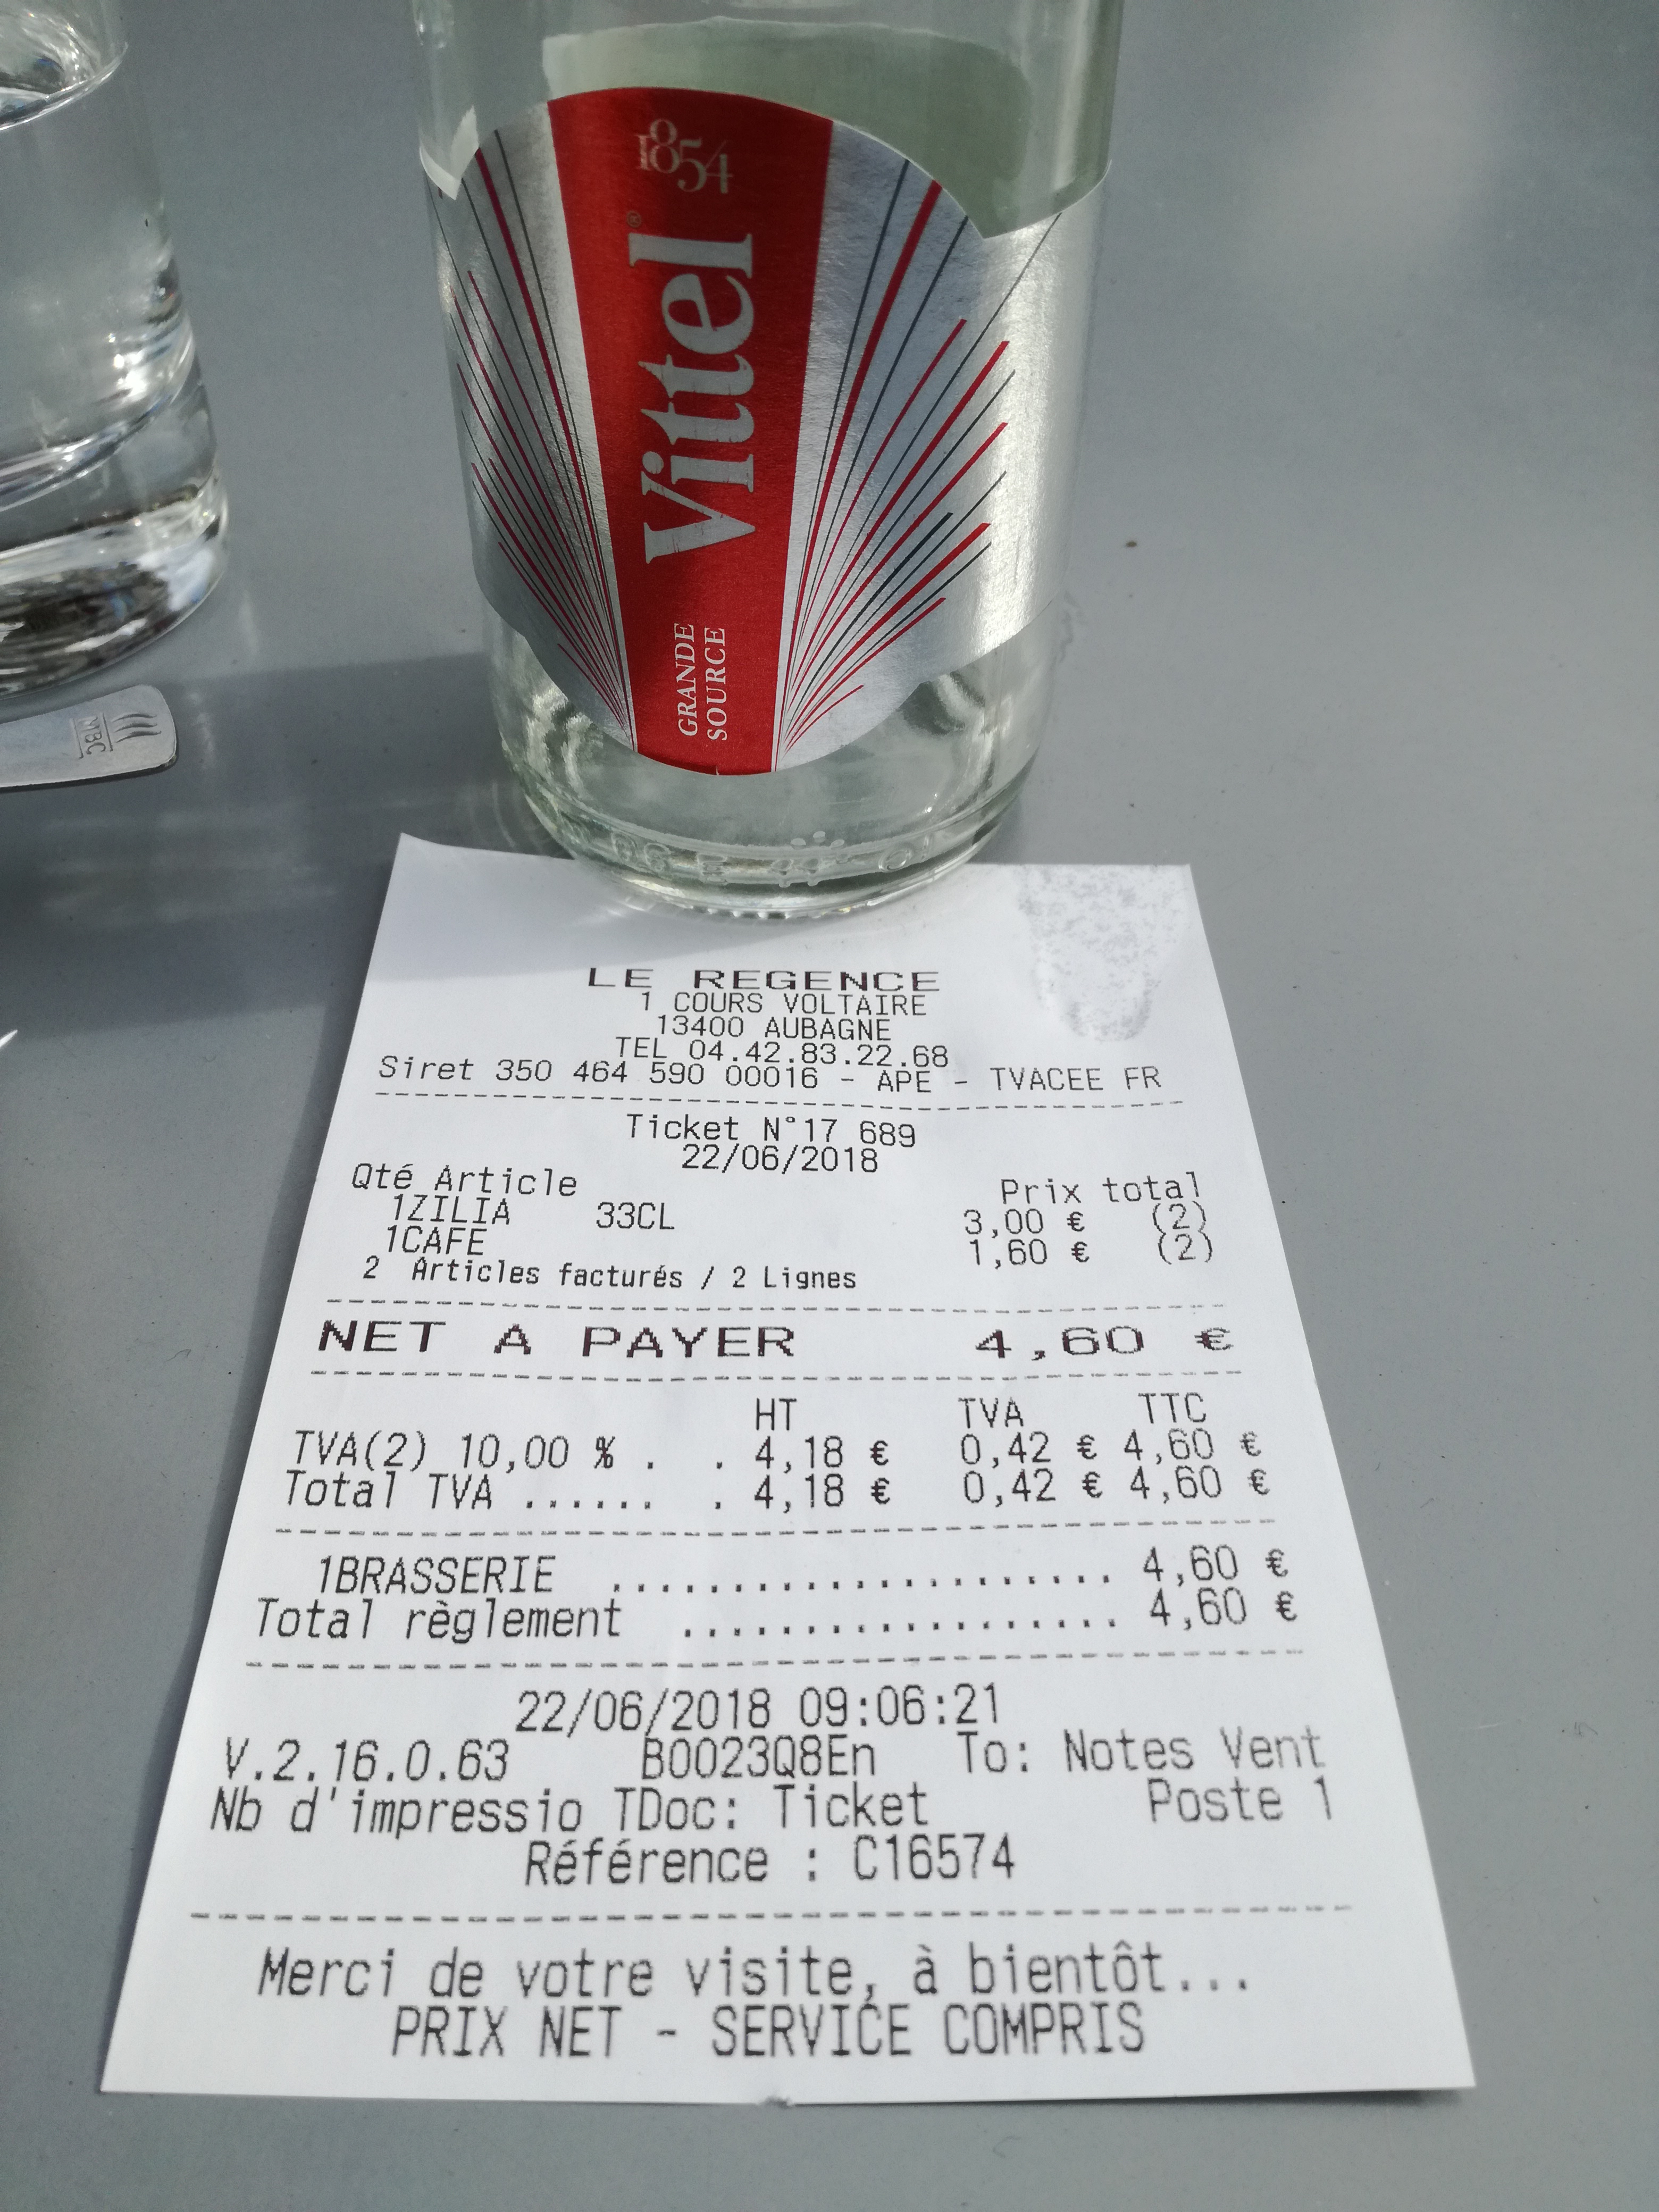 1854
Vittel®
GRANDE
SOURCE
MBC
LE REGENCE
1 COURS VOLTAIRE
13400 AUBAGNE
TEL 04.42.83.22.68
Siret 350 464 590 00016 - APE - TVACEE FR
Ticket N°17 689
22/06/2018
Qté Article Prix total
1ZILIA 33CL 3,00 € (2)
1CAFE 1,60 € (2)
2 Articles facturés / 2 Lignes
NET A PAYER 4,60 €
HT TVA TTC
TVA(2) 10,00 % . . 4,18 € 0,42 € 4,60 €
Total TVA ...... . 4,18 € 0,42 € 4,60 €
1BRASSERIE ..................... 4,60 €
Total règlement .................. 4,60 €
22/06/2018 09:06:21
V.2.16.0.63 B0023Q8En To: Notes Vent
Nb d'impressio TDoc: Ticket Poste 1
Référence : C16574
Merci de votre visite, à bientôt...
PRIX NET - SERVICE COMPRIS